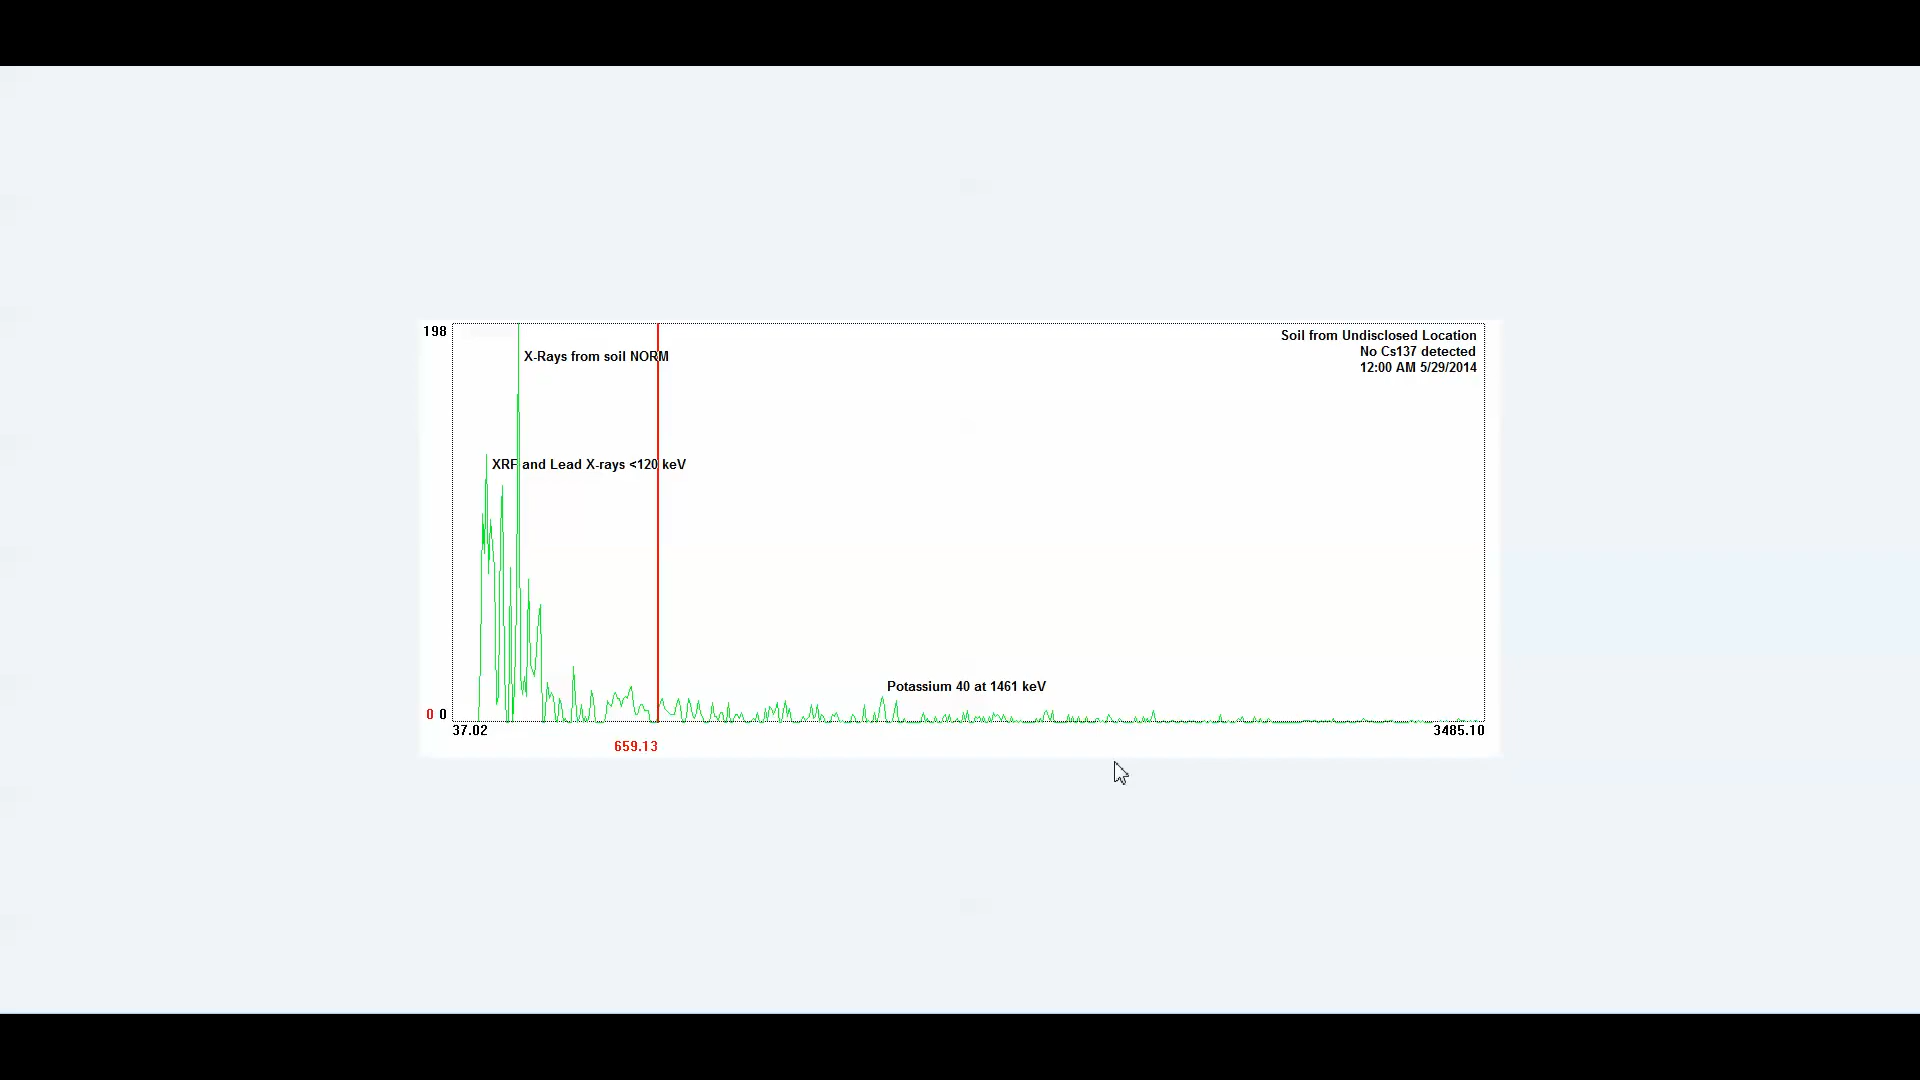 198
Soil from Undisclosed Location
No Cs137 detected
12:00 AM 5/29/2014
X-Rays from soil NORM
XRF and Lead X-rays <120 keV
Potassium 40 at 1461 keV
0 0
37.02
3485.10
659.13